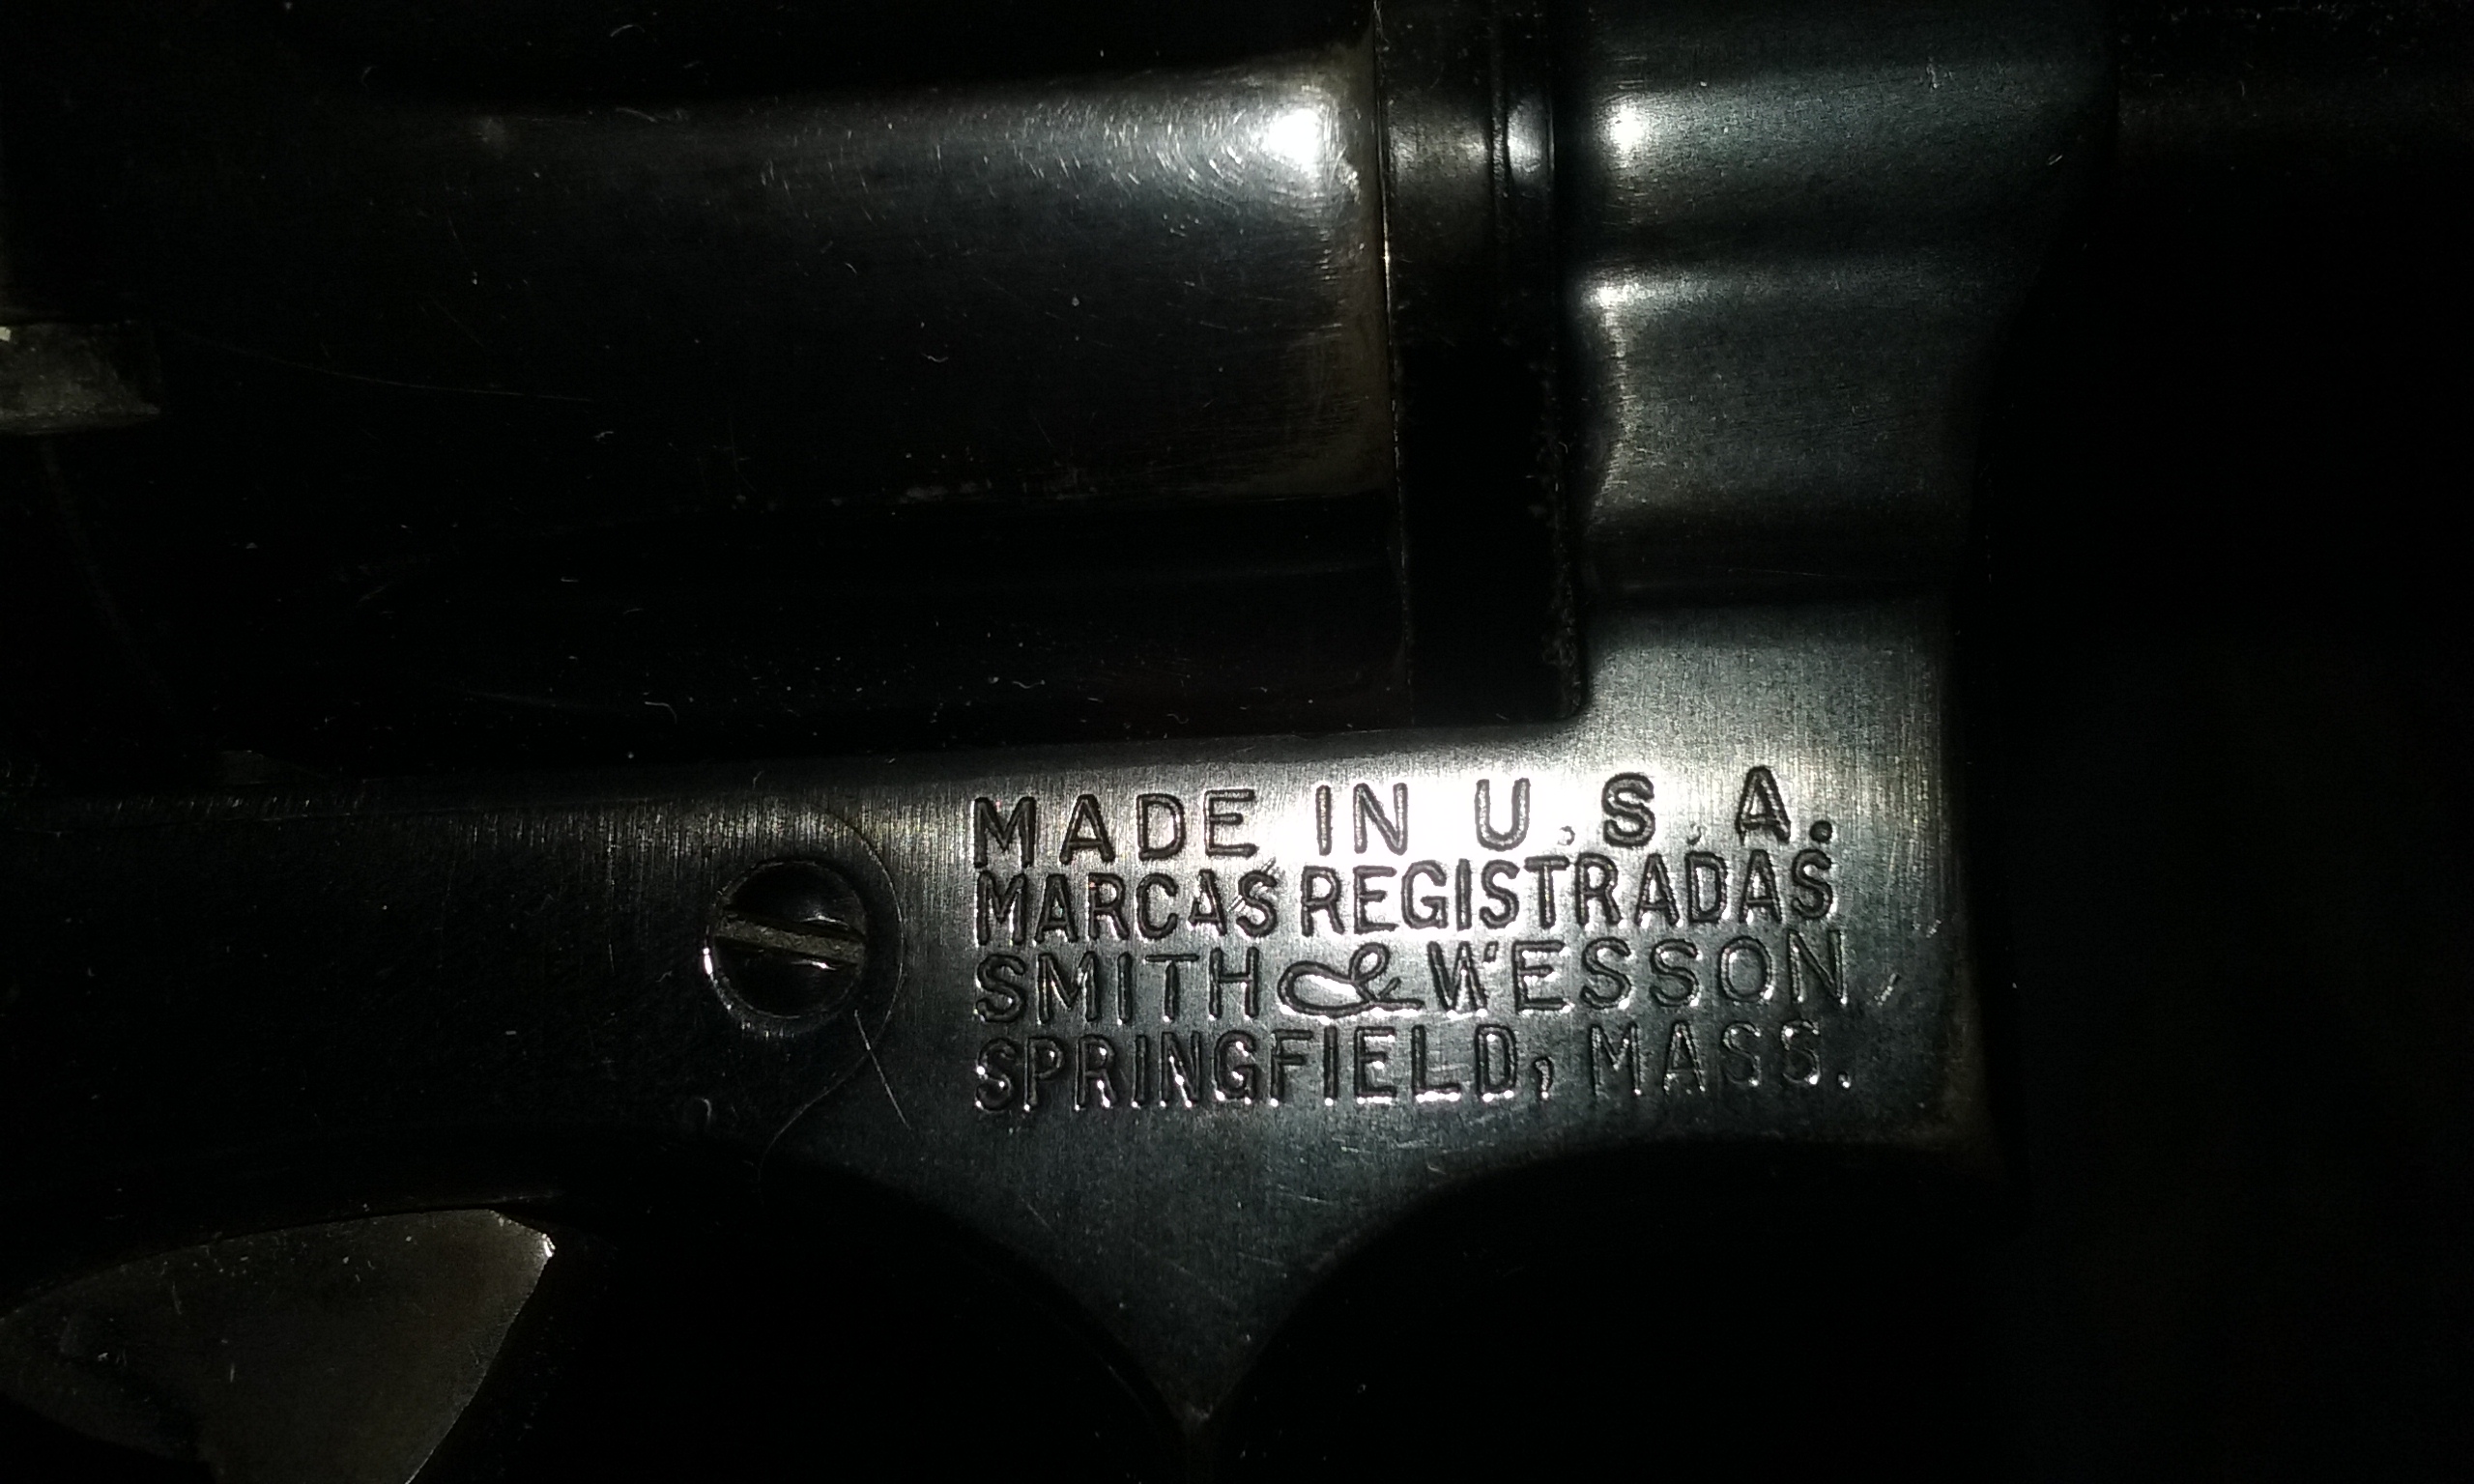 MADE IN U.S.A.
MARCAS REGISTRADAS
SMITH & WESSON
SPRINGFIELD, MASS.